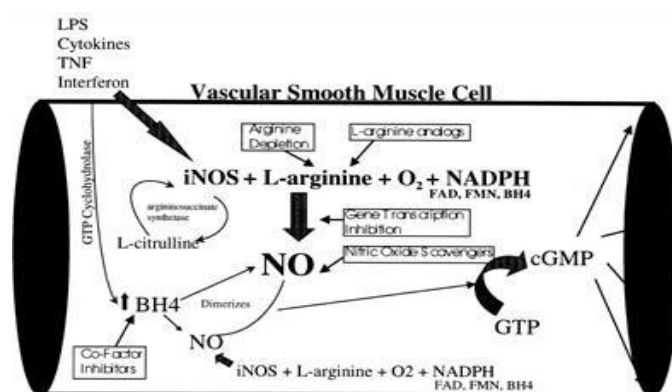 LPS
Cytokines
TNF
Interferon
Vascular Smooth Muscle Cell
Arginine
Depletion
L-arginine analogs
iNOS + L-arginine + O2 + NADPH
FAD, FMN, BH4
GTP Cyclohydrolase
argininosuccinate
synthetase
L-citrulline
Gene Transcription
Inhibition
NO
Nitric Oxide Scavengers
cGMP
BH4
Dimerizes
GTP
NO
Co-Factor
Inhibitors
iNOS + L-arginine + O2 + NADPH
FAD, FMN, BH4